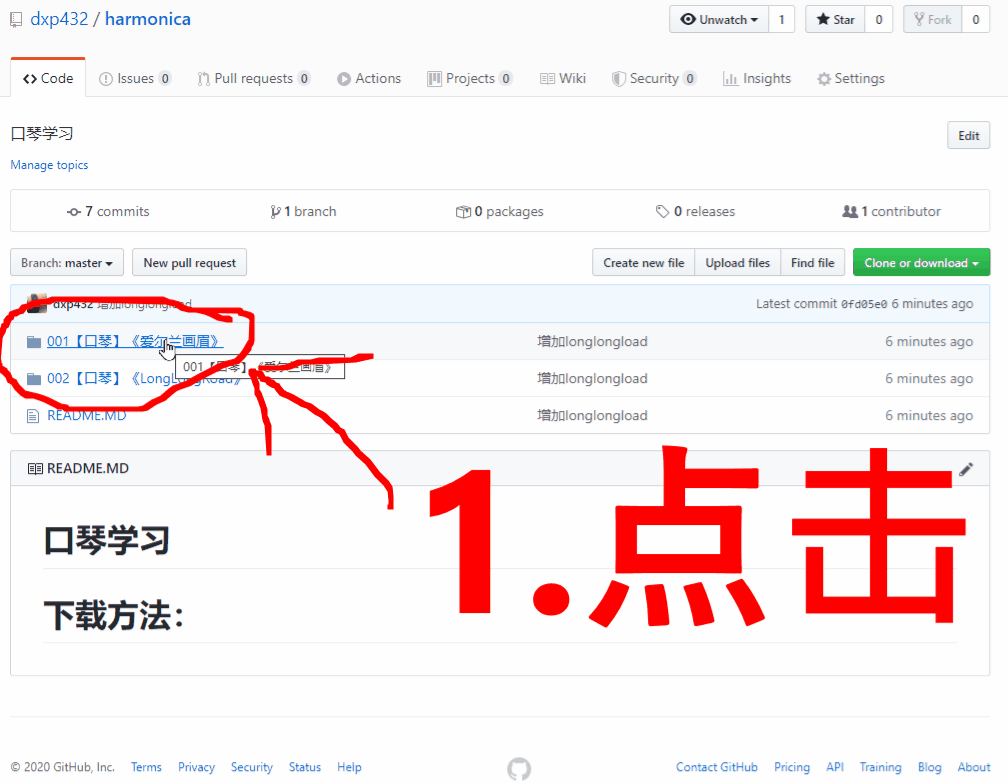 dxp432 / harmonica
Unwatch 1 Star 0 Fork 0
Code Issues 0 Pull requests 0 Actions Projects 0 Wiki Security 0 Insights Settings
口琴学习 Edit
Manage topics
7 commits 1 branch 0 packages 0 releases 1 contributor
Branch: master New pull request Create new file Upload files Find file Clone or download
dxp432 增加longlongload Latest commit 0fd05e0 6 minutes ago
001【口琴】《爱尔兰画眉》 增加longlongload 6 minutes ago
001【口琴】《爱尔兰画眉》
002【口琴】《LongLongRoad》 增加longlongload 6 minutes ago
README.MD 增加longlongload 6 minutes ago
README.MD
1.点击
口琴学习
下载方法：
© 2020 GitHub, Inc. Terms Privacy Security Status Help Contact GitHub Pricing API Training Blog About